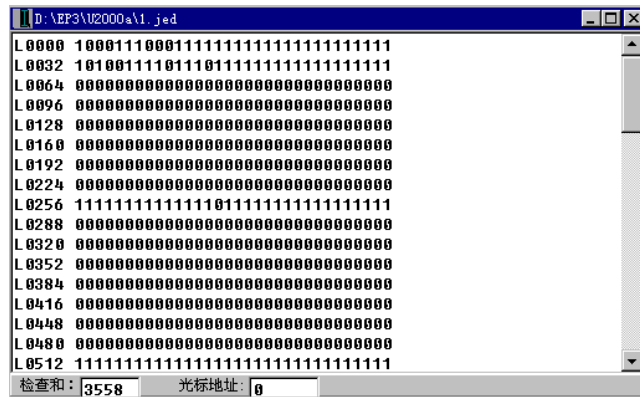 D:\EP3\U2000a\1.jed
L0000 10001110001111111111111111111111
L0032 10100111101110111111111111111111
L0064 00000000000000000000000000000000
L0096 00000000000000000000000000000000
L0128 00000000000000000000000000000000
L0160 00000000000000000000000000000000
L0192 00000000000000000000000000000000
L0224 00000000000000000000000000000000
L0256 11111111111111011111111111111111
L0288 00000000000000000000000000000000
L0320 00000000000000000000000000000000
L0352 00000000000000000000000000000000
L0384 00000000000000000000000000000000
L0416 00000000000000000000000000000000
L0448 00000000000000000000000000000000
L0480 00000000000000000000000000000000
L0512 11111111111111111111111111111111
检查和: 3558 光标地址: 0